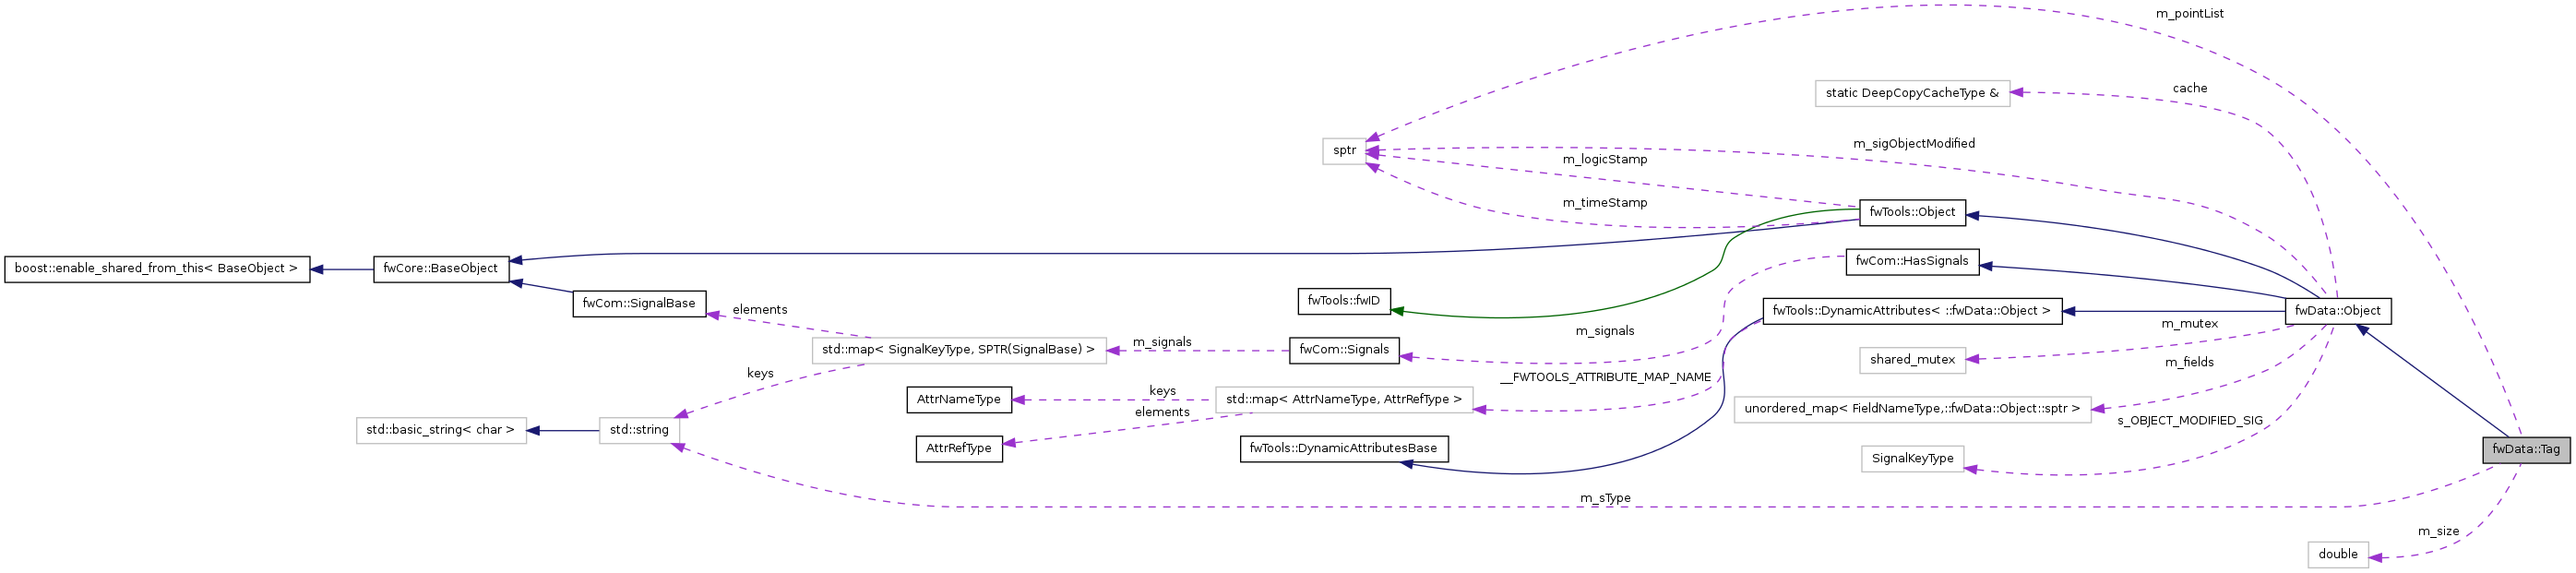 m_pointList
static DeepCopyCacheType &
cache
sptr
m_sigObjectModified
m_logicStamp
m_timeStamp
fwTools::Object
boost::enable_shared_from_this< BaseObject >
fwCore::BaseObject
fwCom::HasSignals
fwCom::SignalBase
elements
fwTools::fwID
fwTools::DynamicAttributes< ::fwData::Object >
fwData::Object
m_signals
m_mutex
std::map< SignalKeyType, SPTR(SignalBase) >
m_signals
fwCom::Signals
shared_mutex
m_fields
keys
__FWTOOLS_ATTRIBUTE_MAP_NAME
AttrNameType
keys
std::map< AttrNameType, AttrRefType >
elements
unordered_map< FieldNameType,::fwData::Object::sptr >
s_OBJECT_MODIFIED_SIG
std::basic_string< char >
std::string
AttrRefType
fwTools::DynamicAttributesBase
SignalKeyType
fwData::Tag
m_sType
m_size
double